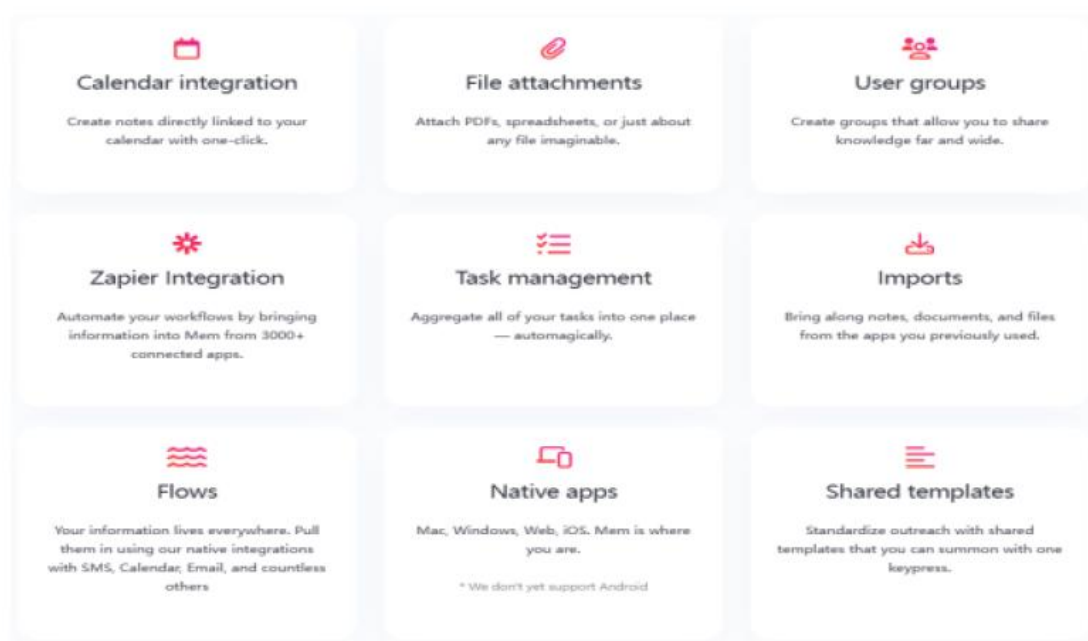 Calendar integration
Create notes directly linked to your
calendar with one-click.
File attachments
Attach PDFs, spreadsheets, or just about
any file imaginable.
User groups
Create groups that allow you to share
knowledge far and wide.
Zapier Integration
Automate your workflows by bringing
information into Mem from 3000+
connected apps.
Task management
Aggregate all of your tasks into one place
— automagically.
Imports
Bring along notes, documents, and files
from the apps you previously used.
Flows
Your information lives everywhere. Pull
them in using our native integrations
with SMS, Calendar, Email, and countless
others
Native apps
Mac, Windows, Web, iOS. Mem is where
you are.
* We don't yet support Android
Shared templates
Standardize outreach with shared
templates that you can summon with one
keypress.